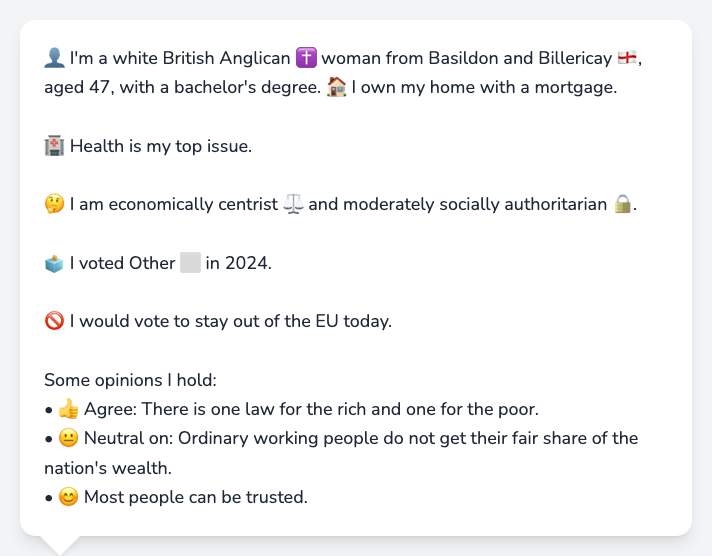 👤 I'm a white British Anglican ✝️ woman from Basildon and Billericay 🏴󠁧󠁢󠁥󠁮󠁧󠁿,
aged 47, with a bachelor's degree. 🏠 I own my home with a mortgage.
🏥 Health is my top issue.
🤔 I am economically centrist ⚖️ and moderately socially authoritarian 🔒.
🗳️ I voted Other ⬜ in 2024.
🚫 I would vote to stay out of the EU today.
Some opinions I hold:
• 👍 Agree: There is one law for the rich and one for the poor.
• 😐 Neutral on: Ordinary working people do not get their fair share of the
nation's wealth.
• 😊 Most people can be trusted.